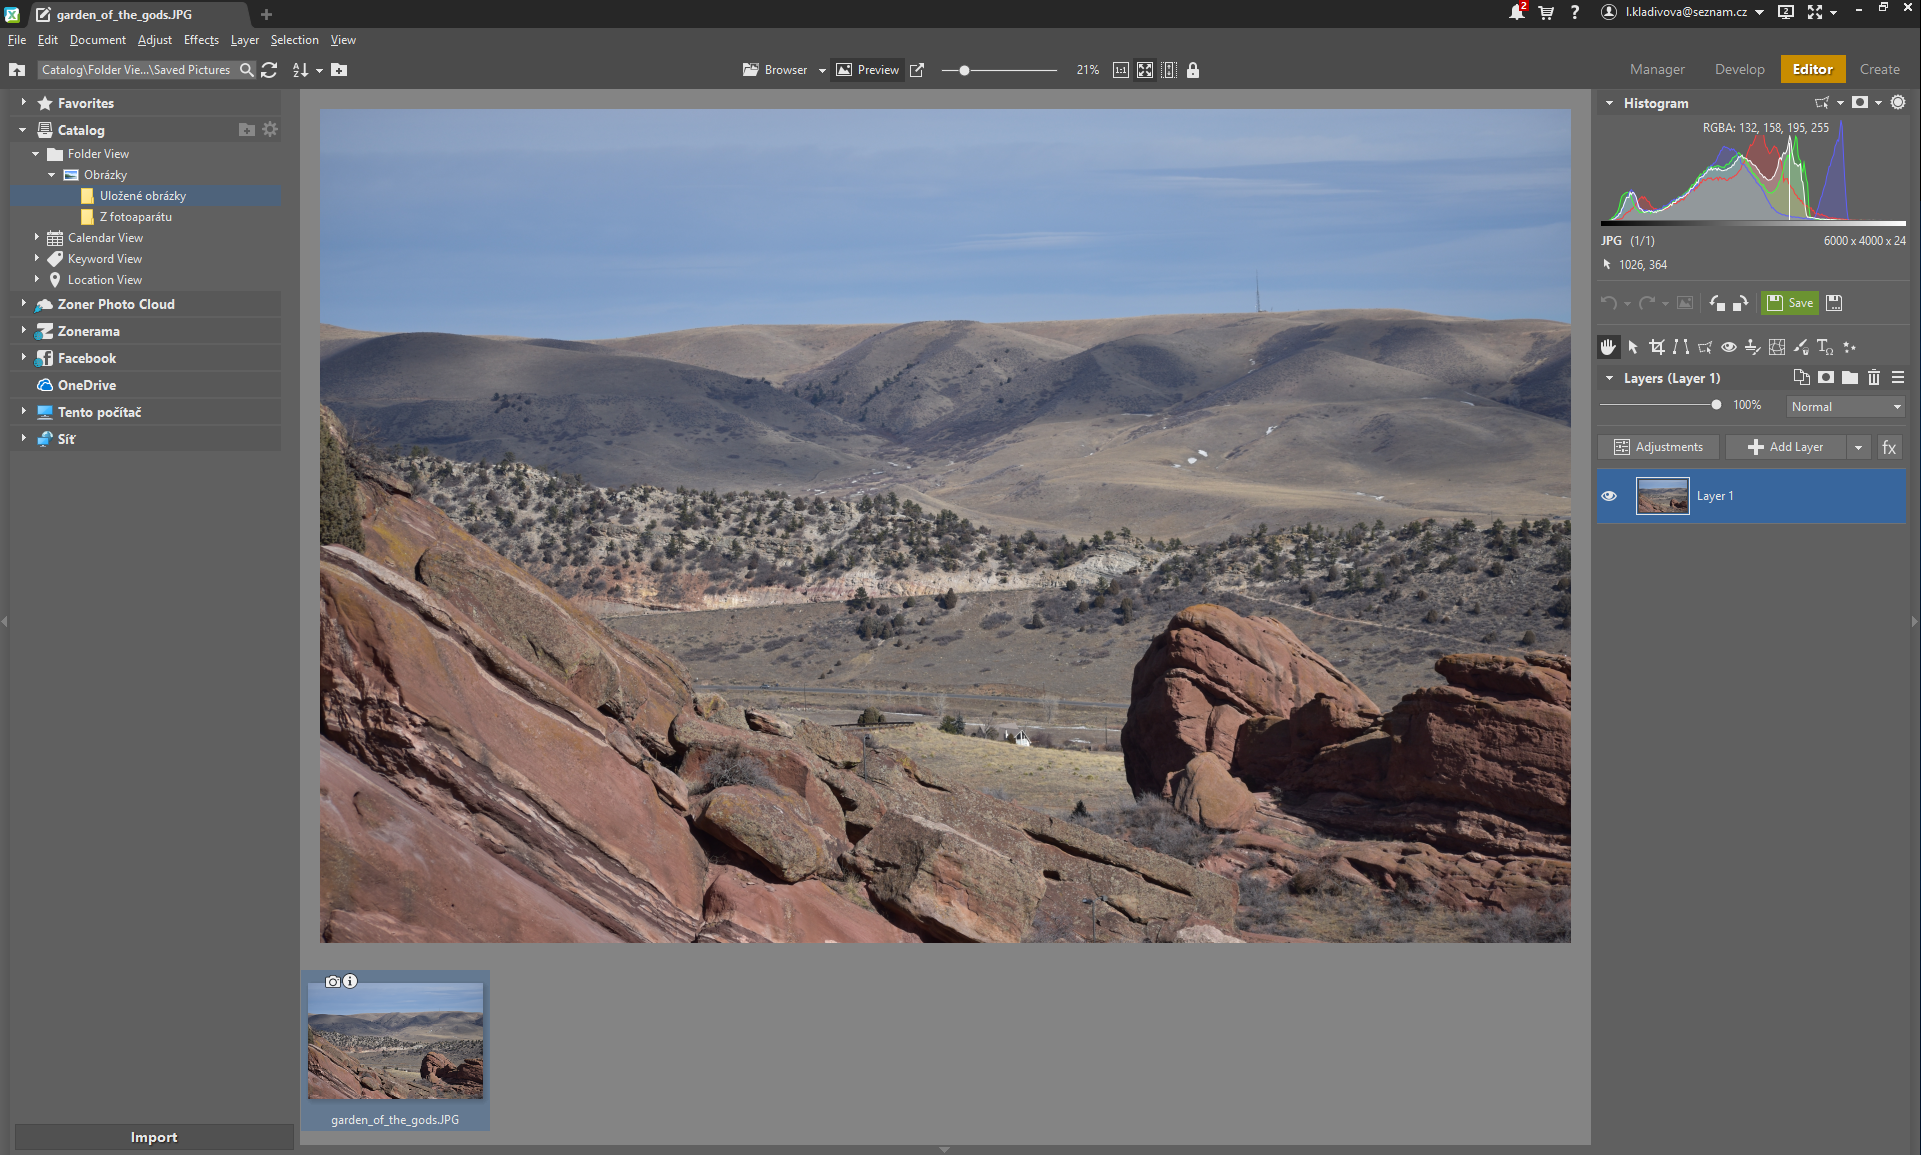 garden_of_the_gods.JPG
2
l.kladivova@seznam.cz
2
File Edit Document Adjust Effects Layer Selection View
Catalog\Folder Vie...\Saved Pictures
A Z
Browser
Preview
21%
1:1
Manager Develop Editor Create
Favorites
Catalog
Folder View
Obrázky
Uložené obrázky
Z fotoaparátu
Calendar View
Keyword View
Location View
Zoner Photo Cloud
Zonerama
Facebook
OneDrive
Tento počítač
Síť
Import
garden_of_the_gods.JPG
Histogram
RGBA: 132, 158, 195, 255
JPG (1/1) 6000 x 4000 x 24
1026, 364
Save
Layers (Layer 1)
100% Normal
Adjustments Add Layer fx
Layer 1